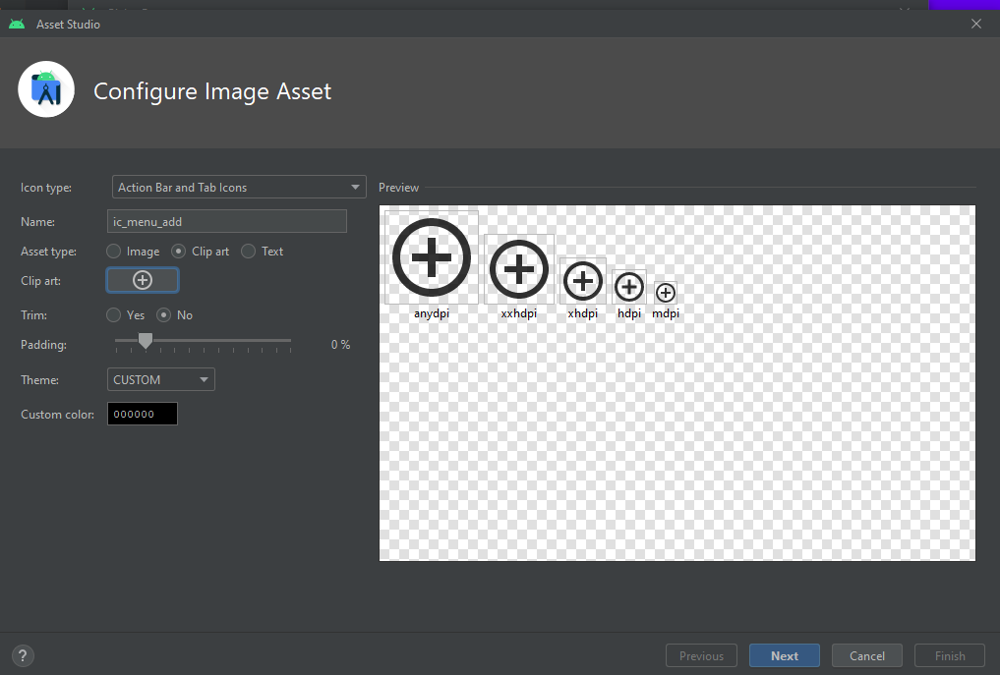 Asset Studio
Configure Image Asset
Icon type: Action Bar and Tab Icons
Name: ic_menu_add
Asset type: Image Clip art Text
Clip art:
Trim: Yes No
Padding: 0 %
Theme: CUSTOM
Custom color: 000000
Preview
anydpi xxhdpi xhdpi hdpi mdpi
? Previous Next Cancel Finish